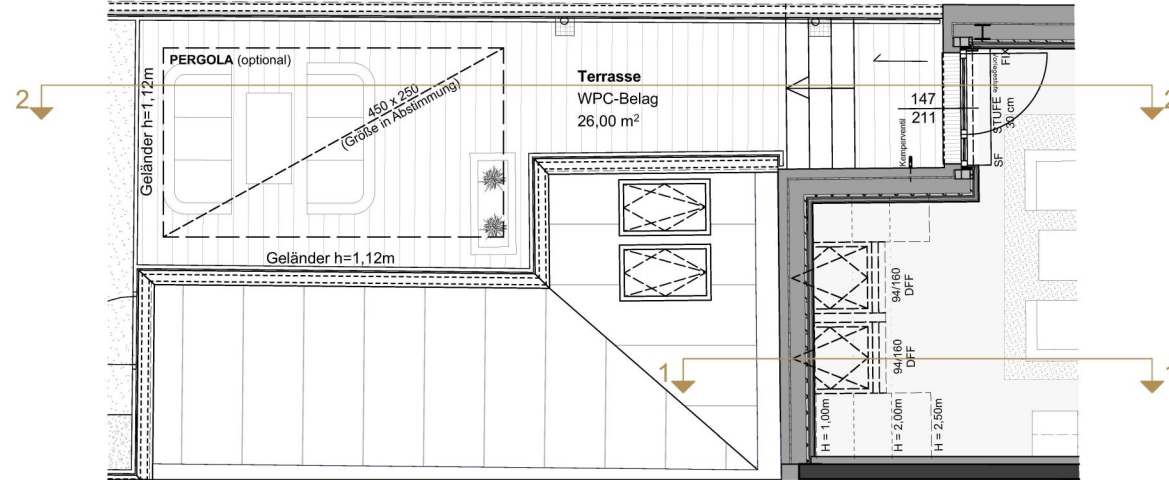 PERGOLA (optional)
450 x 250
(Größe in Abstimmung)
Geländer h=1,12m
Geländer h=1,12m
Terrasse
WPC-Belag
26,00 m²
2
2
147
211
Kemperventil
SF
STUFE
30 cm
Vorlagestufe
FIX
94/160
DFF
94/160
DFF
1
1
H = 1,00m
H = 2,00m
H = 2,50m